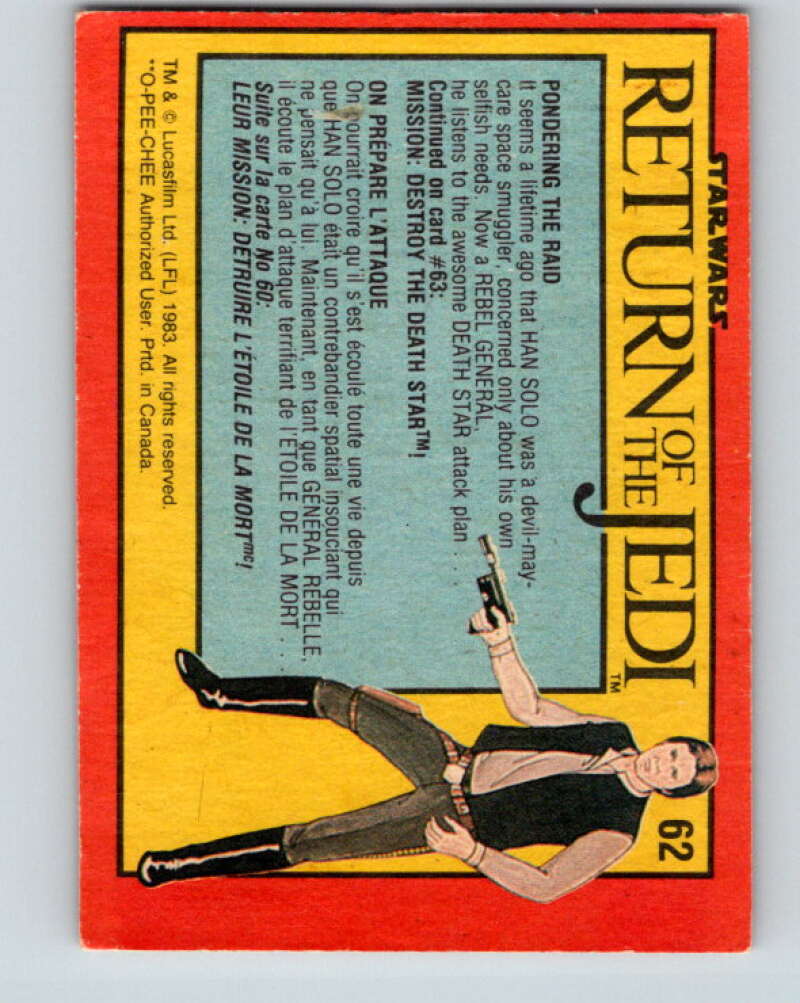 STAR WARS
RETURN OF THE JEDI™
62
PONDERING THE RAID
It seems a lifetime ago that HAN SOLO was a devil-may-
care space smuggler, concerned only about his own
selfish needs. Now a REBEL GENERAL,
he listens to the awesome DEATH STAR attack plan . . .
Continued on card #63:
MISSION: DESTROY THE DEATH STAR™!
ON PRÉPARE L'ATTAQUE
On pourrait croire qu'il s'est écoulé toute une vie depuis
que HAN SOLO était un contrebandier spatial insouciant qui
ne pensait qu'à lui. Maintenant, en tant que GÉNÉRAL REBELLE,
il écoute le plan d'attaque terrifiant de l'ÉTOILE DE LA MORT . . .
Suite sur la carte No 60:
LEUR MISSION: DETRUIRE L'ÉTOILE DE LA MORTmc!
TM & © Lucasfilm Ltd. (LFL) 1983. All rights reserved.
**O-PEE-CHEE Authorized User. Prtd. in Canada.